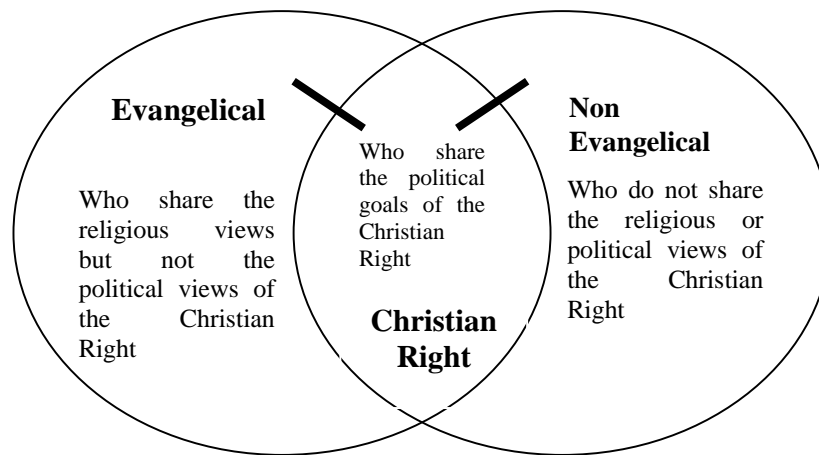 Evangelical
Who share the
religious views
but not the
political views of
the Christian
Right
Who share
the political
goals of the
Christian
Right
Christian
Right
Non
Evangelical
Who do not share
the religious or
political views of
the Christian
Right